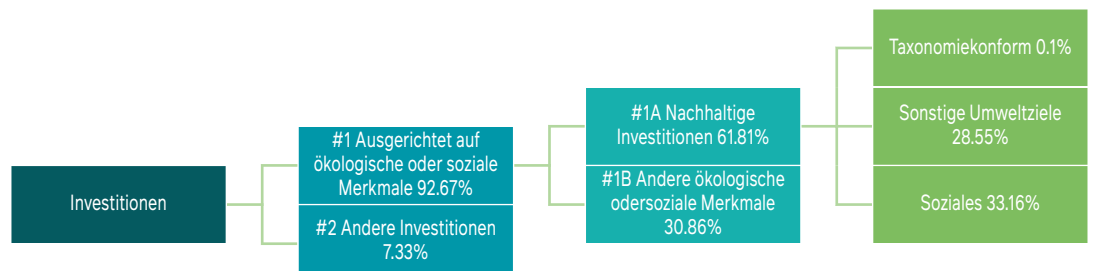 Investitionen
#1 Ausgerichtet auf
ökologische oder soziale
Merkmale 92.67%
#2 Andere Investitionen
7.33%
#1A Nachhaltige
Investitionen 61.81%
#1B Andere ökologische
odersoziale Merkmale
30.86%
Taxonomiekonform 0.1%
Sonstige Umweltziele
28.55%
Soziales 33.16%